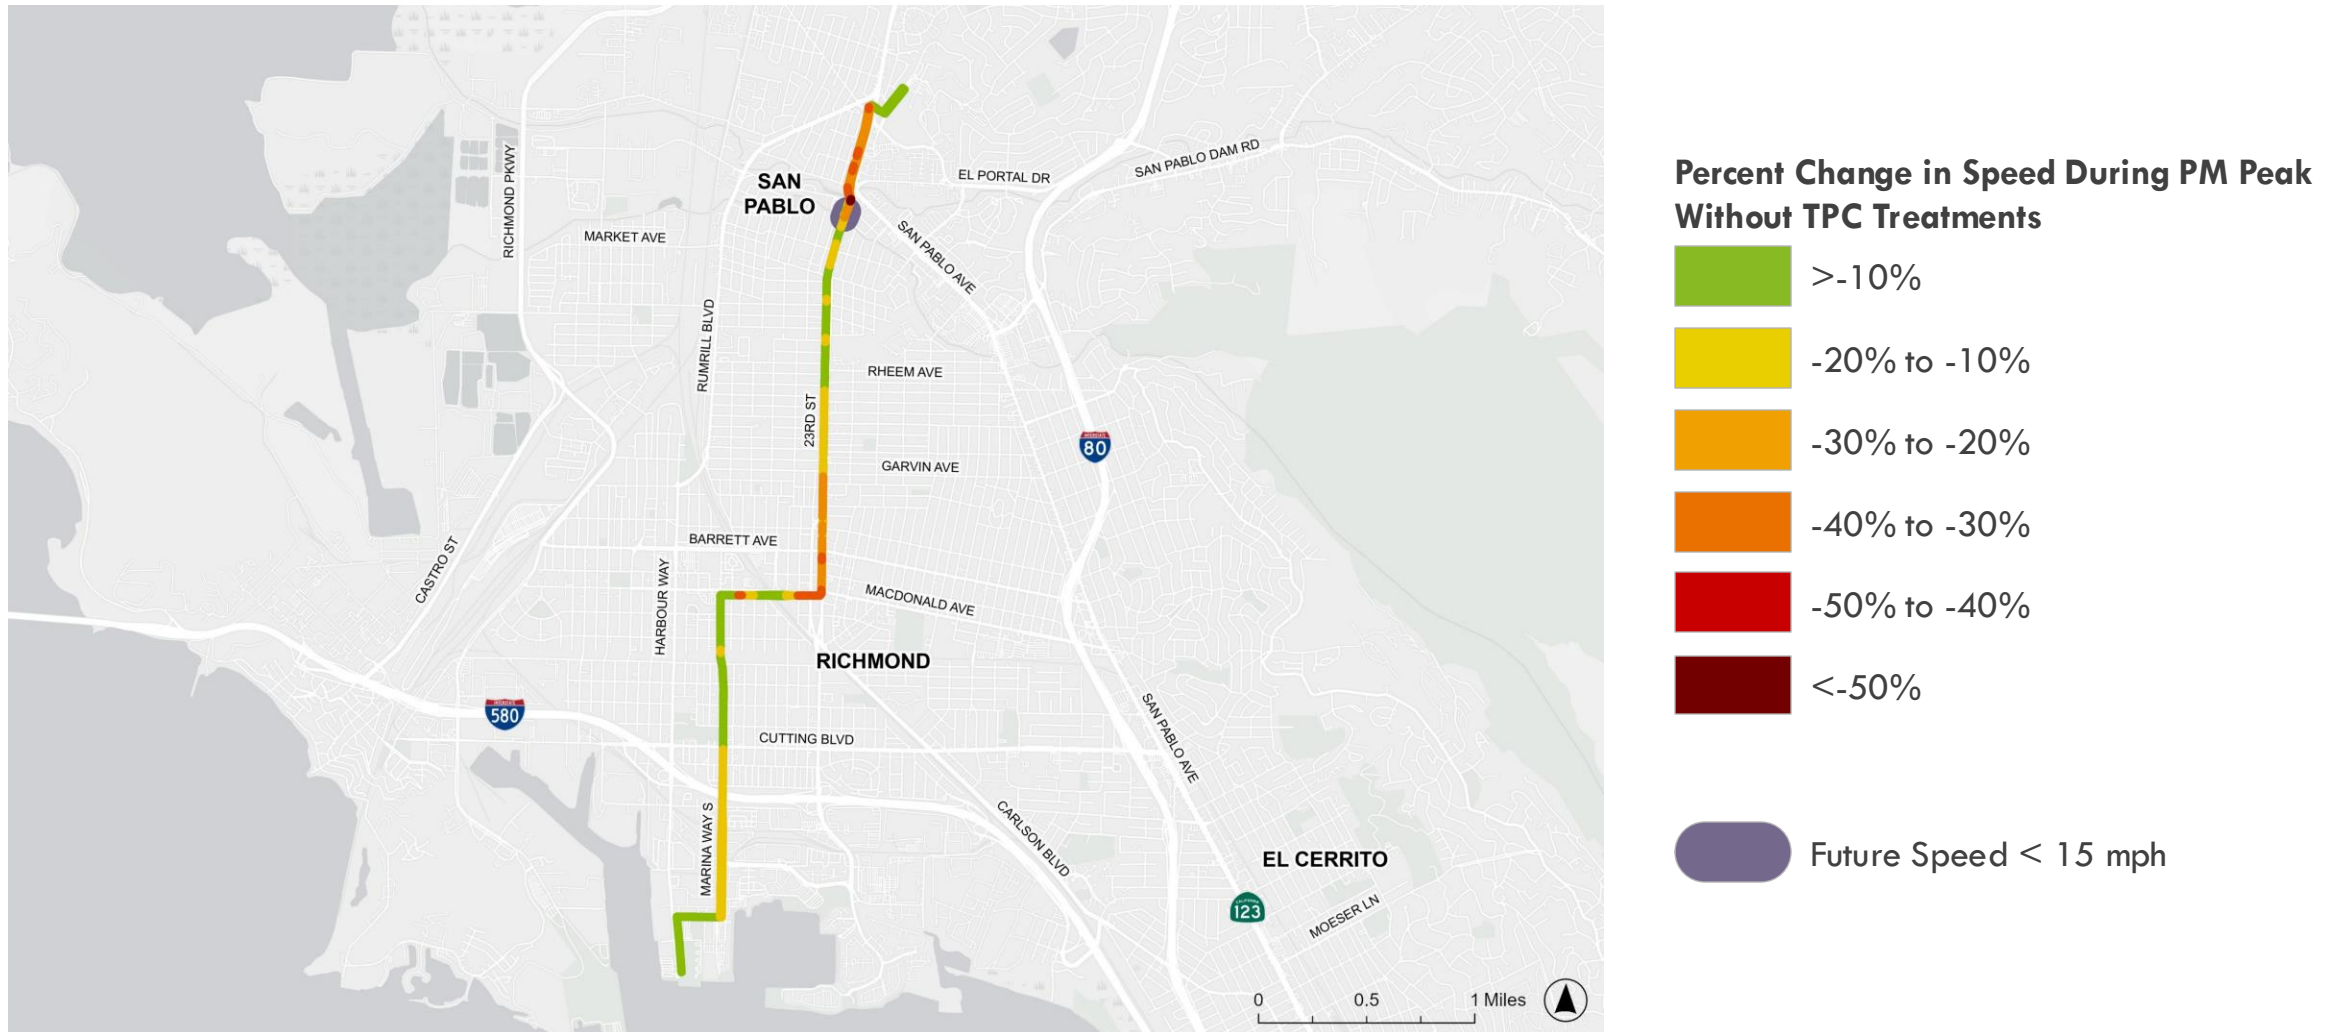 RICHMOND PKWY
SAN
PABLO
EL PORTAL DR
SAN PABLO DAM RD
MARKET AVE
SAN PABLO AVE
RUMRILL BLVD
RHEEM AVE
23RD ST
GARVIN AVE
80
CASTRO ST
BARRETT AVE
HARBOUR WAY
MACDONALD AVE
RICHMOND
580
SAN PABLO AVE
CUTTING BLVD
MARINA WAY S
CARLSON BLVD
EL CERRITO
CALIFORNIA
123
MOESER LN
0 0.5 1 Miles
Percent Change in Speed During PM Peak
Without TPC Treatments
>-10%
-20% to -10%
-30% to -20%
-40% to -30%
-50% to -40%
<-50%
Future Speed < 15 mph